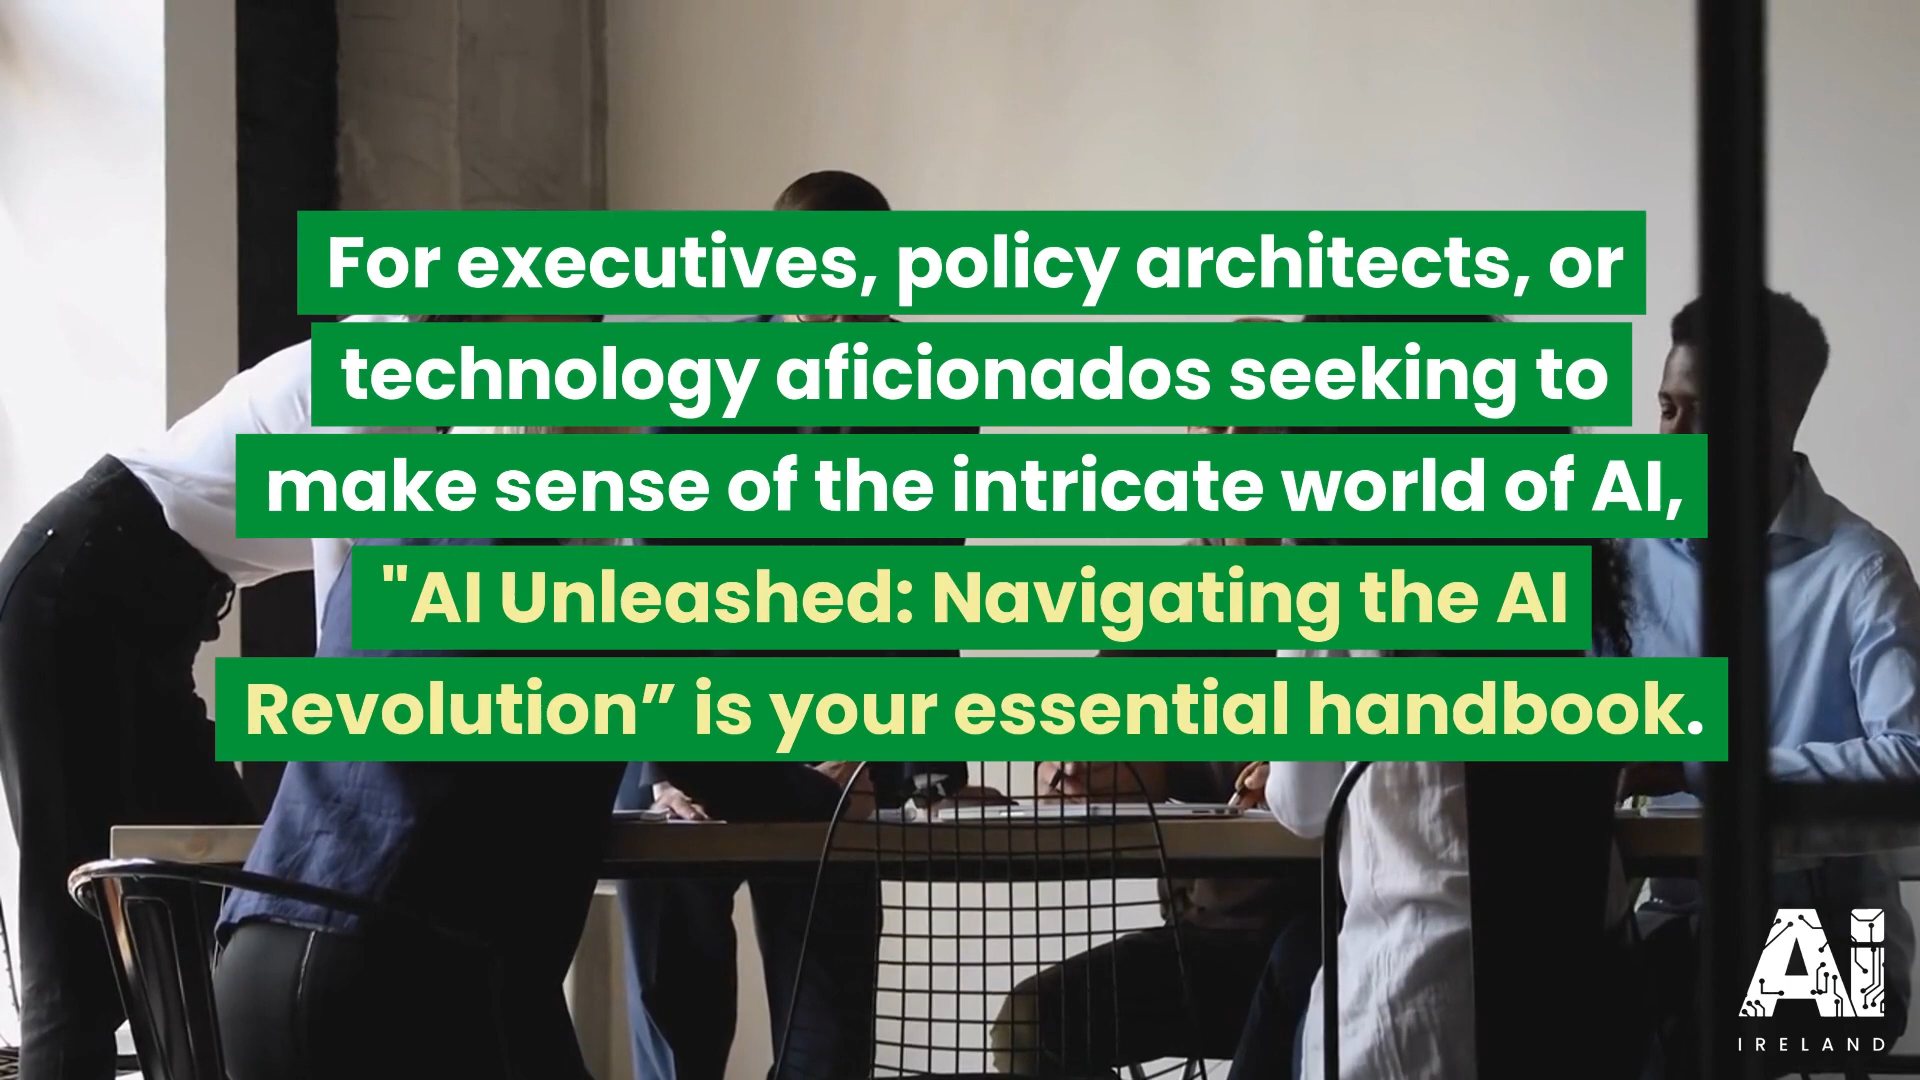 For executives, policy architects, or
technology aficionados seeking to
make sense of the intricate world of AI,
"AI Unleashed: Navigating the AI
Revolution” is your essential handbook.
Ai
IRELAND